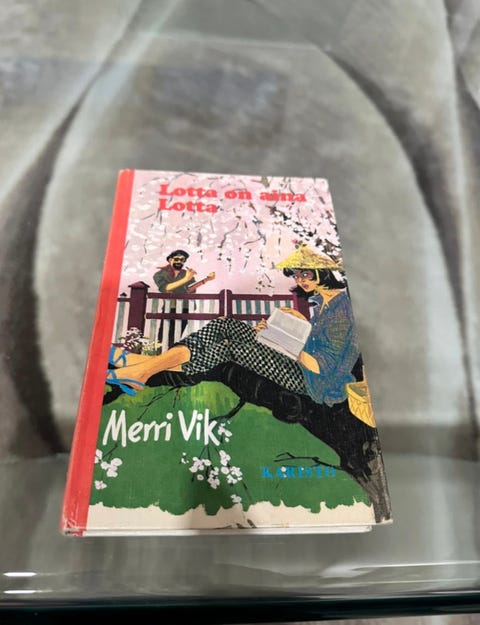 Lotta on aina
Lotta
Merri Vik
KARISTO